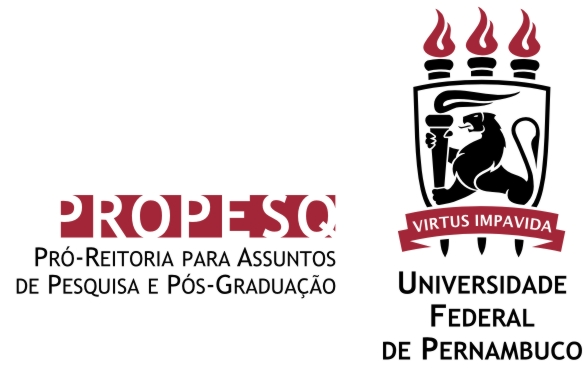 PROPESQ
PRÓ-REITORIA PARA ASSUNTOS
DE PESQUISA E PÓS-GRADUAÇÃO
VIRTUS IMPAVIDA
UNIVERSIDADE
FEDERAL
DE PERNAMBUCO